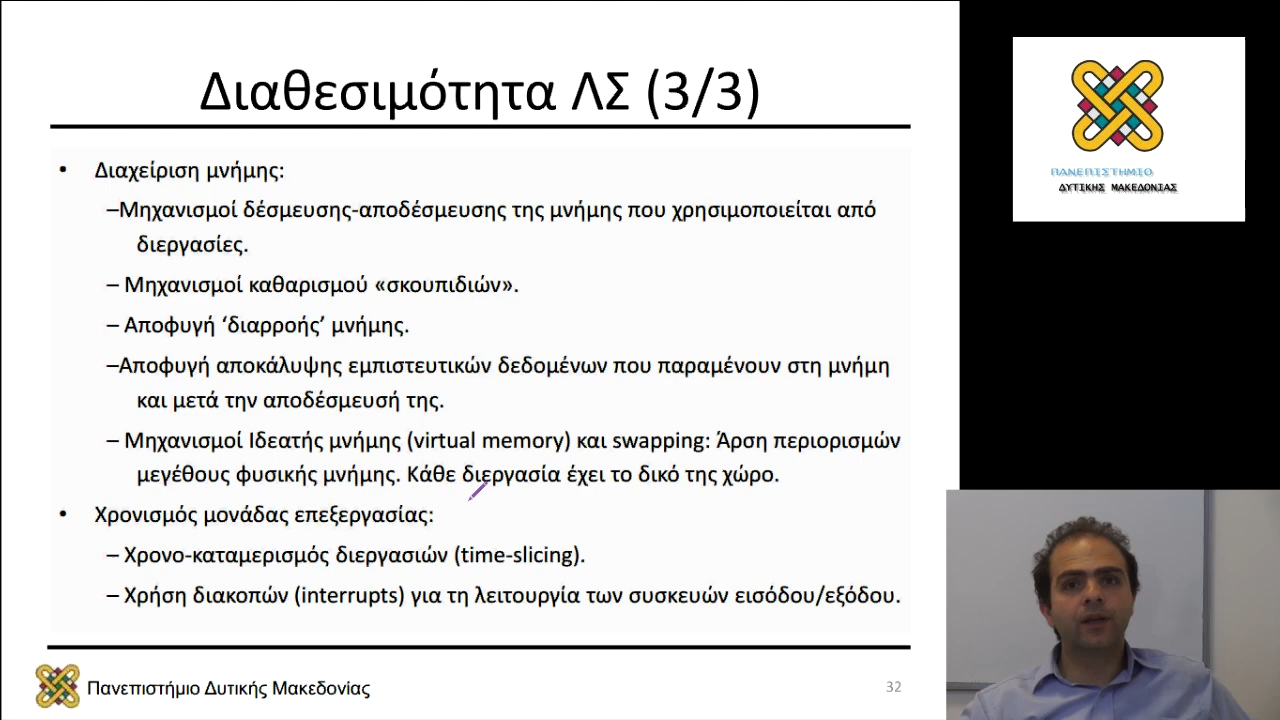 Διαθεσιμότητα ΛΣ (3/3)
• Διαχείριση μνήμης:
–Μηχανισμοί δέσμευσης-αποδέσμευσης της μνήμης που χρησιμοποιείται από
διεργασίες.
– Μηχανισμοί καθαρισμού «σκουπιδιών».
– Αποφυγή ‘διαρροής’ μνήμης.
–Αποφυγή αποκάλυψης εμπιστευτικών δεδομένων που παραμένουν στη μνήμη
και μετά την αποδέσμευσή της.
– Μηχανισμοί Ιδεατής μνήμης (virtual memory) και swapping: Άρση περιορισμών
μεγέθους φυσικής μνήμης. Κάθε διεργασία έχει το δικό της χώρο.
• Χρονισμός μονάδας επεξεργασίας:
– Χρονο-καταμερισμός διεργασιών (time-slicing).
– Χρήση διακοπών (interrupts) για τη λειτουργία των συσκευών εισόδου/εξόδου.
Πανεπιστήμιο Δυτικής Μακεδονίας
32
ΠΑΝΕΠΙΣΤΗΜΙΟ
ΔΥΤΙΚΗΣ ΜΑΚΕΔΟΝΙΑΣ